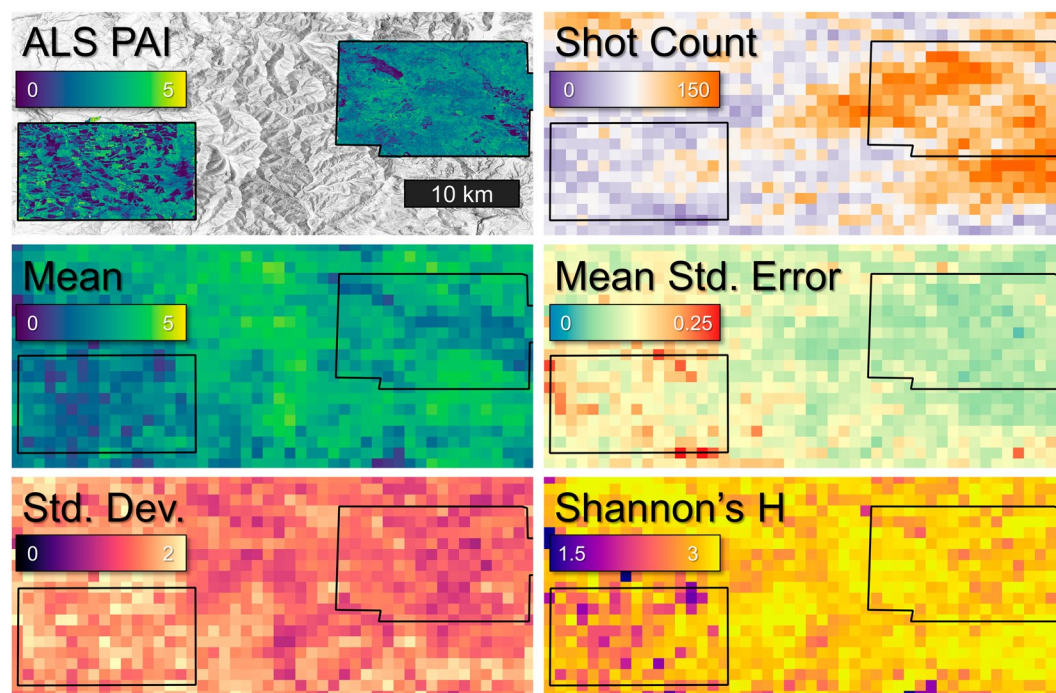 ALS PAI
0 5
10 km
Shot Count
0 150
Mean
0 5
Mean Std. Error
0 0.25
Std. Dev.
0 2
Shannon's H
1.5 3